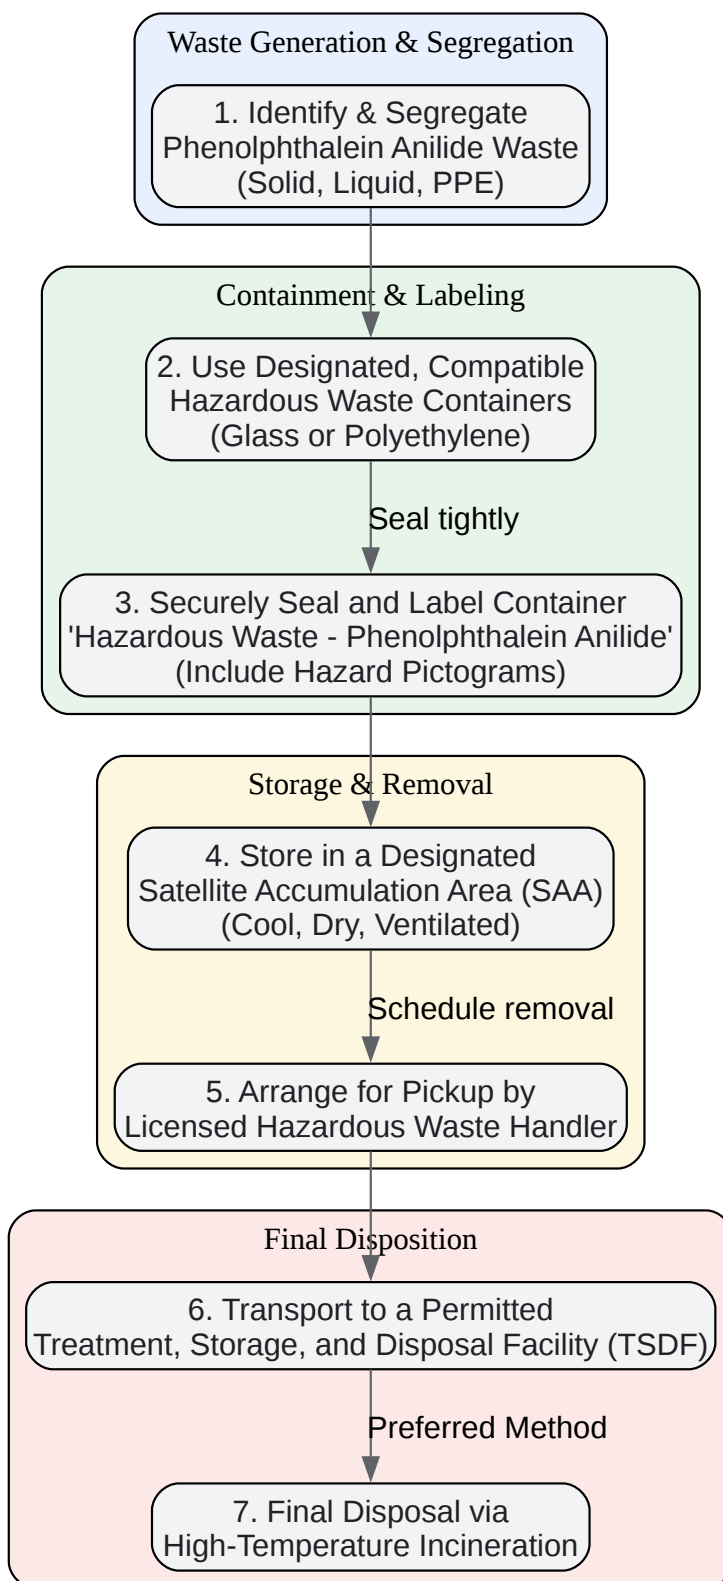 Waste Generation & Segregation
1. Identify & Segregate
Phenolphthalein Anilide Waste
(Solid, Liquid, PPE)
Containment & Labeling
2. Use Designated, Compatible
Hazardous Waste Containers
(Glass or Polyethylene)
Seal tightly
3. Securely Seal and Label Container
'Hazardous Waste - Phenolphthalein Anilide'
(Include Hazard Pictograms)
Storage & Removal
4. Store in a Designated
Satellite Accumulation Area (SAA)
(Cool, Dry, Ventilated)
Schedule removal
5. Arrange for Pickup by
Licensed Hazardous Waste Handler
Final Disposition
6. Transport to a Permitted
Treatment, Storage, and Disposal Facility (TSDF)
Preferred Method
7. Final Disposal via
High-Temperature Incineration